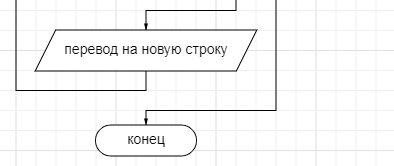 перевод на новую строку
конец